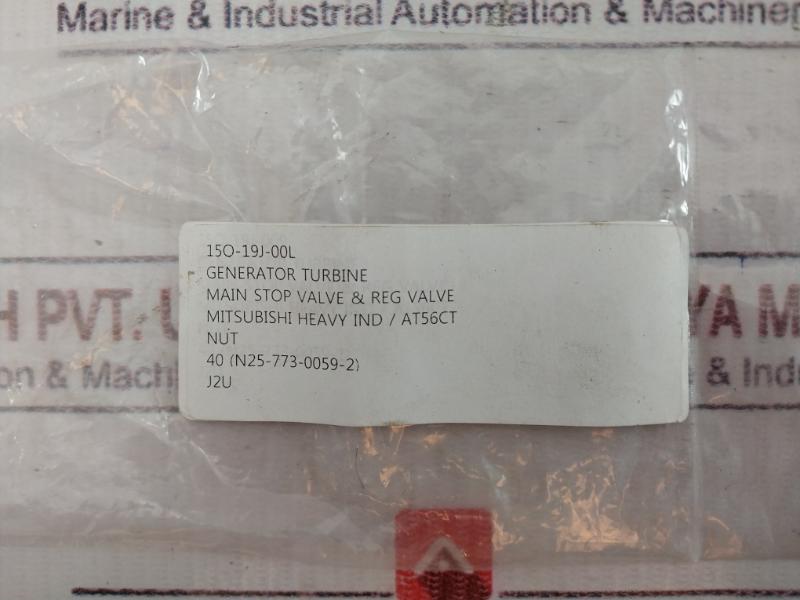 Marine & Industrial Automation & Machinery
15O-19J-00L
GENERATOR TURBINE
MAIN STOP VALVE & REG VALVE
MITSUBISHI HEAVY IND / AT56CT
NUT
40 (N25-773-0059-2)
J2U
H PVT. U
YA M
on & Machi
& Indu